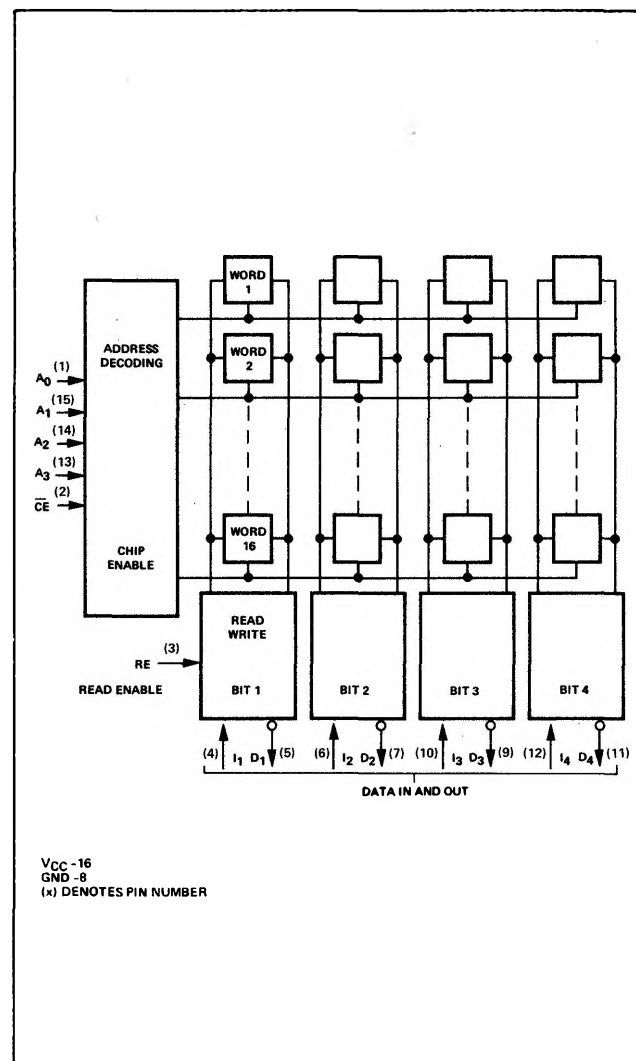 WORD
1
ADDRESS
DECODING
WORD
2
A0 (1)
A1 (15)
A2 (14)
A3 (13)
CE (2)
WORD
16
CHIP
ENABLE
READ
WRITE
RE (3)
READ ENABLE
BIT 1 BIT 2 BIT 3 BIT 4
(4) I1 D1 (5) (6) I2 D2 (7) (10) I3 D3 (9) (12) I4 D4 (11)
DATA IN AND OUT
VCC -16
GND -8
(x) DENOTES PIN NUMBER